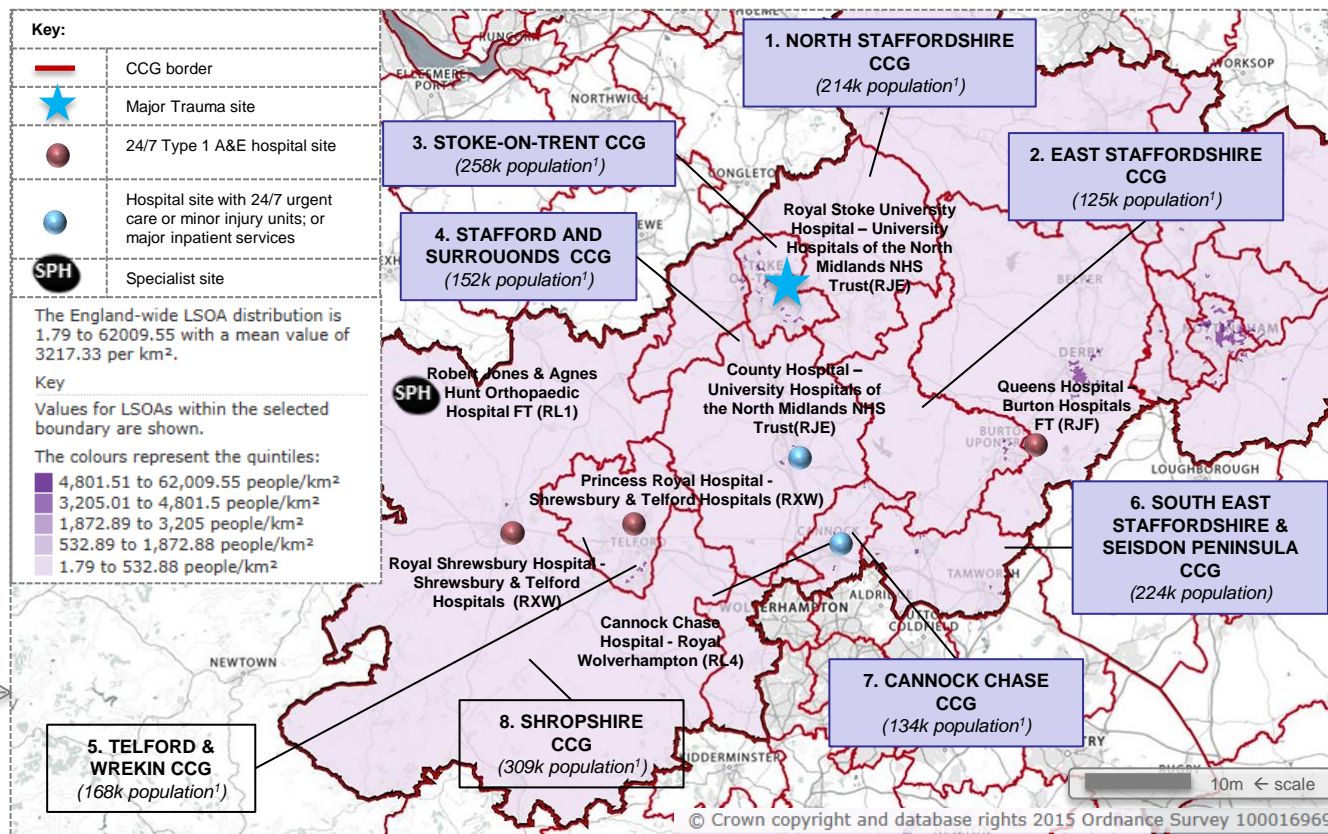 Key:
CCG border
Major Trauma site
24/7 Type 1 A&E hospital site
Hospital site with 24/7 urgent
care or minor injury units; or
major inpatient services
SPH
Specialist site
The England-wide LSOA distribution is
1.79 to 62009.55 with a mean value of
3217.33 per km².
Key
Values for LSOAs within the selected
boundary are shown.
The colours represent the quintiles:
4,801.51 to 62,009.55 people/km²
3,205.01 to 4,801.5 people/km²
1,872.89 to 3,205 people/km²
532.89 to 1,872.88 people/km²
1.79 to 532.88 people/km²
1. NORTH STAFFORDSHIRE
CCG
(214k population¹)
3. STOKE-ON-TRENT CCG
(258k population¹)
2. EAST STAFFORDSHIRE
CCG
(125k population¹)
4. STAFFORD AND
SURROUONDS CCG
(152k population¹)
Royal Stoke University
Hospital – University
Hospitals of the North
Midlands NHS
Trust(RJE)
SPH
Robert Jones & Agnes
Hunt Orthopaedic
Hospital FT (RL1)
County Hospital –
University Hospitals of
the North Midlands NHS
Trust(RJE)
Queens Hospital -
Burton Hospitals
FT (RJF)
Princess Royal Hospital -
Shrewsbury & Telford Hospitals (RXW)
Royal Shrewsbury Hospital -
Shrewsbury & Telford
Hospitals (RXW)
Cannock Chase
Hospital - Royal
Wolverhampton (RL4)
6. SOUTH EAST
STAFFORDSHIRE &
SEISDON PENINSULA
CCG
(224k population)
7. CANNOCK CHASE
CCG
(134k population¹)
8. SHROPSHIRE
CCG
(309k population¹)
5. TELFORD &
WREKIN CCG
(168k population¹)
RUNCORN
ELLESMERE
PORT
NORTHWICH
WORKSOP
BELPER
NOTTINGHAM
DERBY
LOUGHBOROUGH
TELFORD
CANNOCK
TAMWORTH
WOLVERHAMPTON
NEWTOWN
10m ← scale
© Crown copyright and database rights 2015 Ordnance Survey 100016969